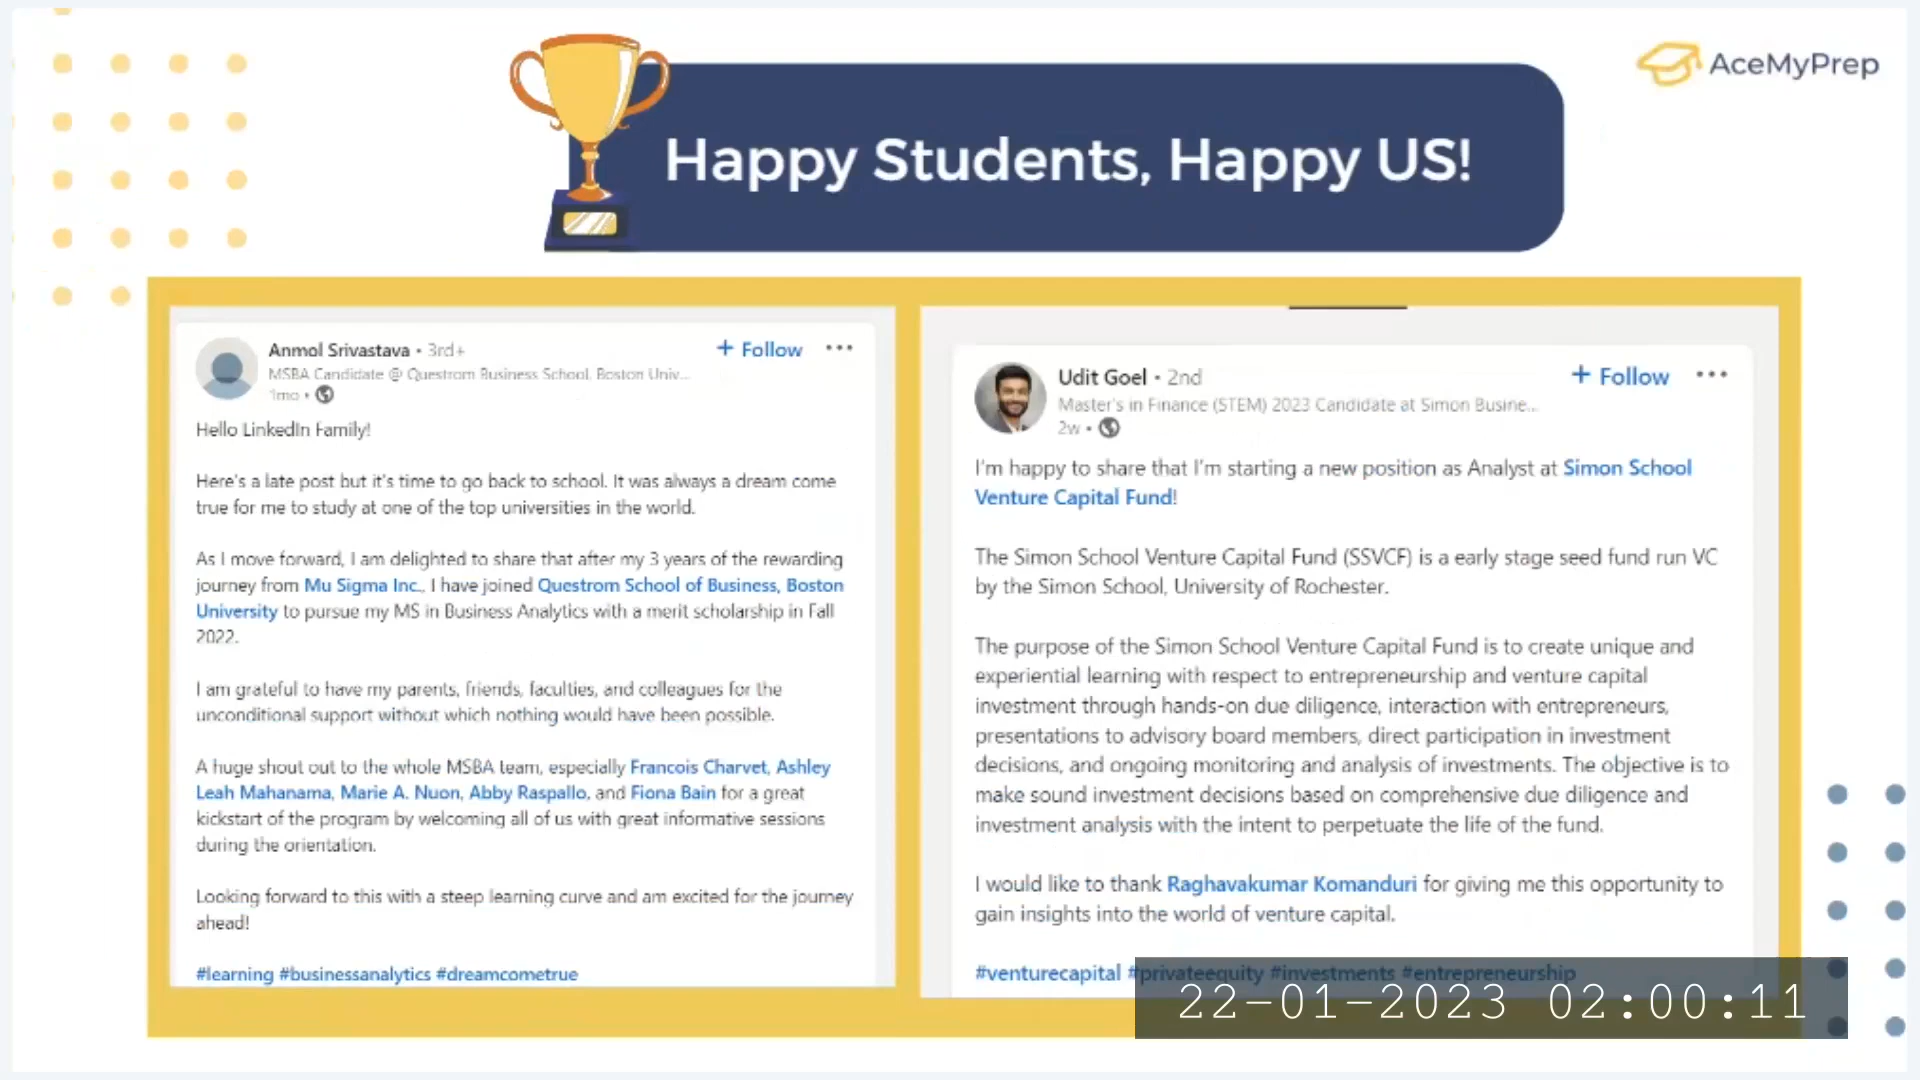 AceMyPrep
Happy Students, Happy US!
Anmol Srivastava • 3rd+
+ Follow •••
MSBA Candidate @ Questrom Business School, Boston Univ...
1mo •
Hello LinkedIn Family!
Here's a late post but it's time to go back to school. It was always a dream come
true for me to study at one of the top universities in the world.
As I move forward, I am delighted to share that after my 3 years of the rewarding
journey from Mu Sigma Inc., I have joined Questrom School of Business, Boston
University to pursue my MS in Business Analytics with a merit scholarship in Fall
2022.
I am grateful to have my parents, friends, faculties, and colleagues for the
unconditional support without which nothing would have been possible.
A huge shout out to the whole MSBA team, especially Francois Charvet, Ashley
Leah Mahanama, Marie A. Nuon, Abby Raspallo, and Fiona Bain for a great
kickstart of the program by welcoming all of us with great informative sessions
during the orientation.
Looking forward to this with a steep learning curve and am excited for the journey
ahead!
#learning #businessanalytics #dreamcometrue
Udit Goel • 2nd
+ Follow •••
Master's in Finance (STEM) 2023 Candidate at Simon Busine...
2w •
I'm happy to share that I'm starting a new position as Analyst at Simon School
Venture Capital Fund!
The Simon School Venture Capital Fund (SSVCF) is a early stage seed fund run VC
by the Simon School, University of Rochester.
The purpose of the Simon School Venture Capital Fund is to create unique and
experiential learning with respect to entrepreneurship and venture capital
investment through hands-on due diligence, interaction with entrepreneurs,
presentations to advisory board members, direct participation in investment
decisions, and ongoing monitoring and analysis of investments. The objective is to
make sound investment decisions based on comprehensive due diligence and
investment analysis with the intent to perpetuate the life of the fund.
I would like to thank Raghavakumar Komanduri for giving me this opportunity to
gain insights into the world of venture capital.
#venturecapital #privateequity #investments #entrepreneurship
22-01-2023 02:00:11